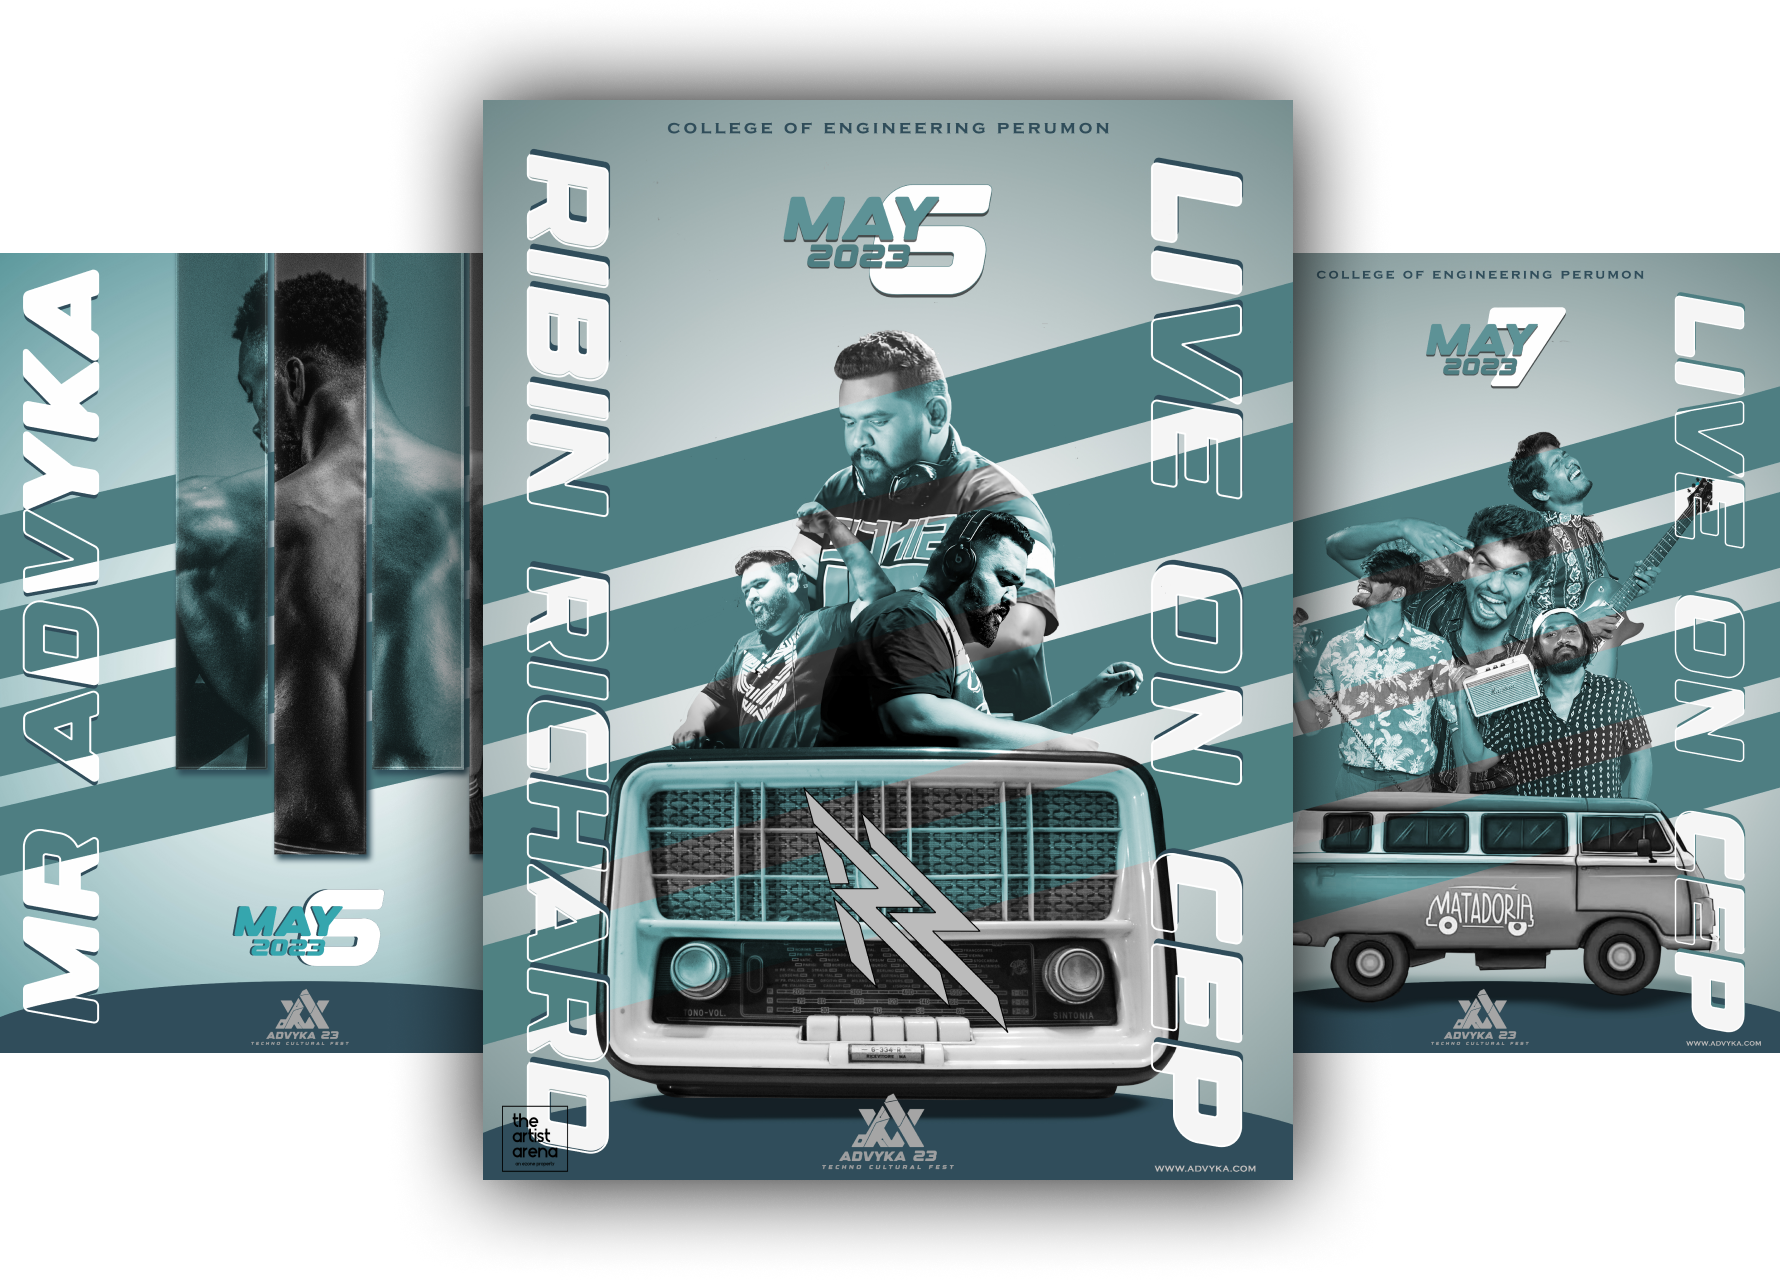 MR ADVYKA
MAY 6
2023
ADVYKA 23
TECHNO CULTURAL FEST
COLLEGE OF ENGINEERING PERUMON
MAY 6
2023
RIBIN RICHARD
LIVE ON CEP
TONO-VOL.
SINTONIA
the
artist
arena
ADVYKA 23
TECHNO CULTURAL FEST
WWW.ADVYKA.COM
COLLEGE OF ENGINEERING PERUMON
MAY 7
2023
LIVE ON CEP
MATADORIA
ADVYKA 23
TECHNO CULTURAL FEST
WWW.ADVYKA.COM